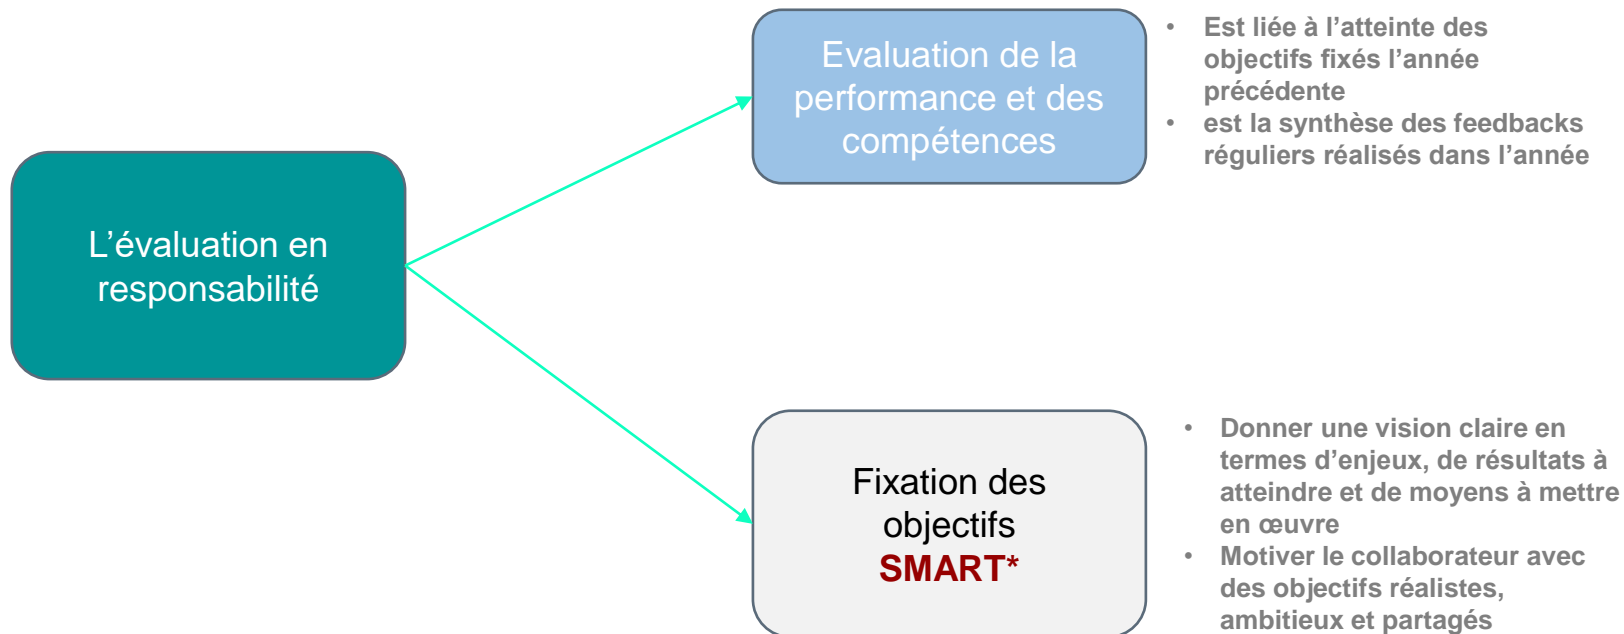 L’évaluation en
responsabilité
Evaluation de la
performance et des
compétences
• Est liée à l’atteinte des
objectifs fixés l’année
précédente
• est la synthèse des feedbacks
réguliers réalisés dans l’année
Fixation des
objectifs
SMART*
• Donner une vision claire en
termes d’enjeux, de résultats à
atteindre et de moyens à mettre
en œuvre
• Motiver le collaborateur avec
des objectifs réalistes,
ambitieux et partagés